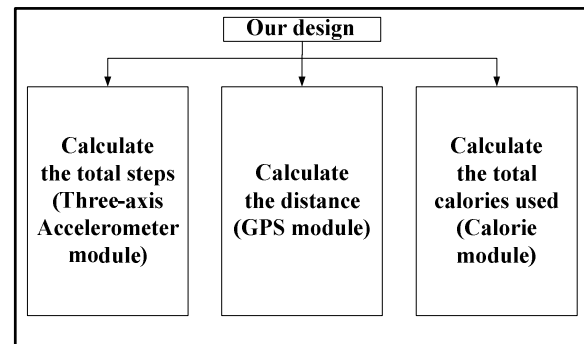 Our design
Calculate
the total steps
(Three-axis
Accelerometer
module)
Calculate
the distance
(GPS module)
Calculate
the total
calories used
(Calorie
module)